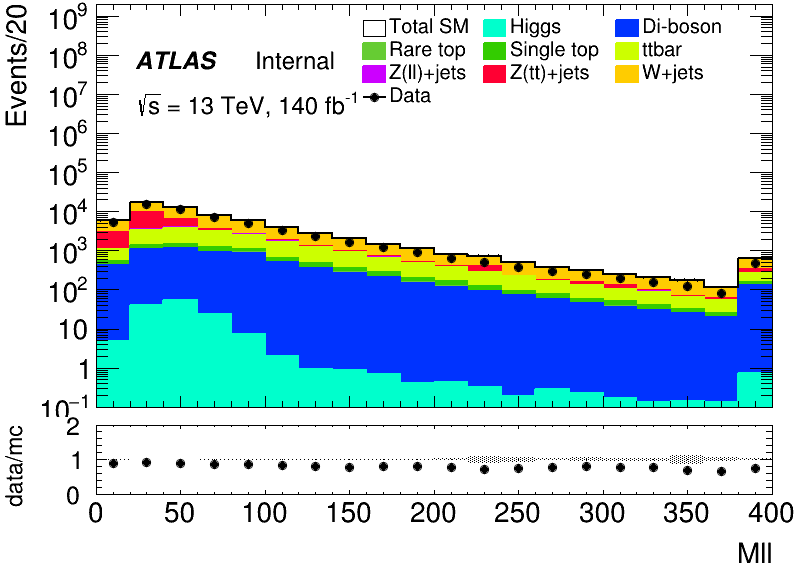 Events/20
10⁹
10⁸
10⁷
10⁶
10⁵
10⁴
10³
10²
10
1
10⁻¹
ATLAS Internal
√s = 13 TeV, 140 fb⁻¹
Total SM Higgs Di-boson
Rare top Single top ttbar
Z(ll)+jets Z(tt)+jets W+jets
Data
data/mc
2
1
0
0 50 100 150 200 250 300 350 400
Mll